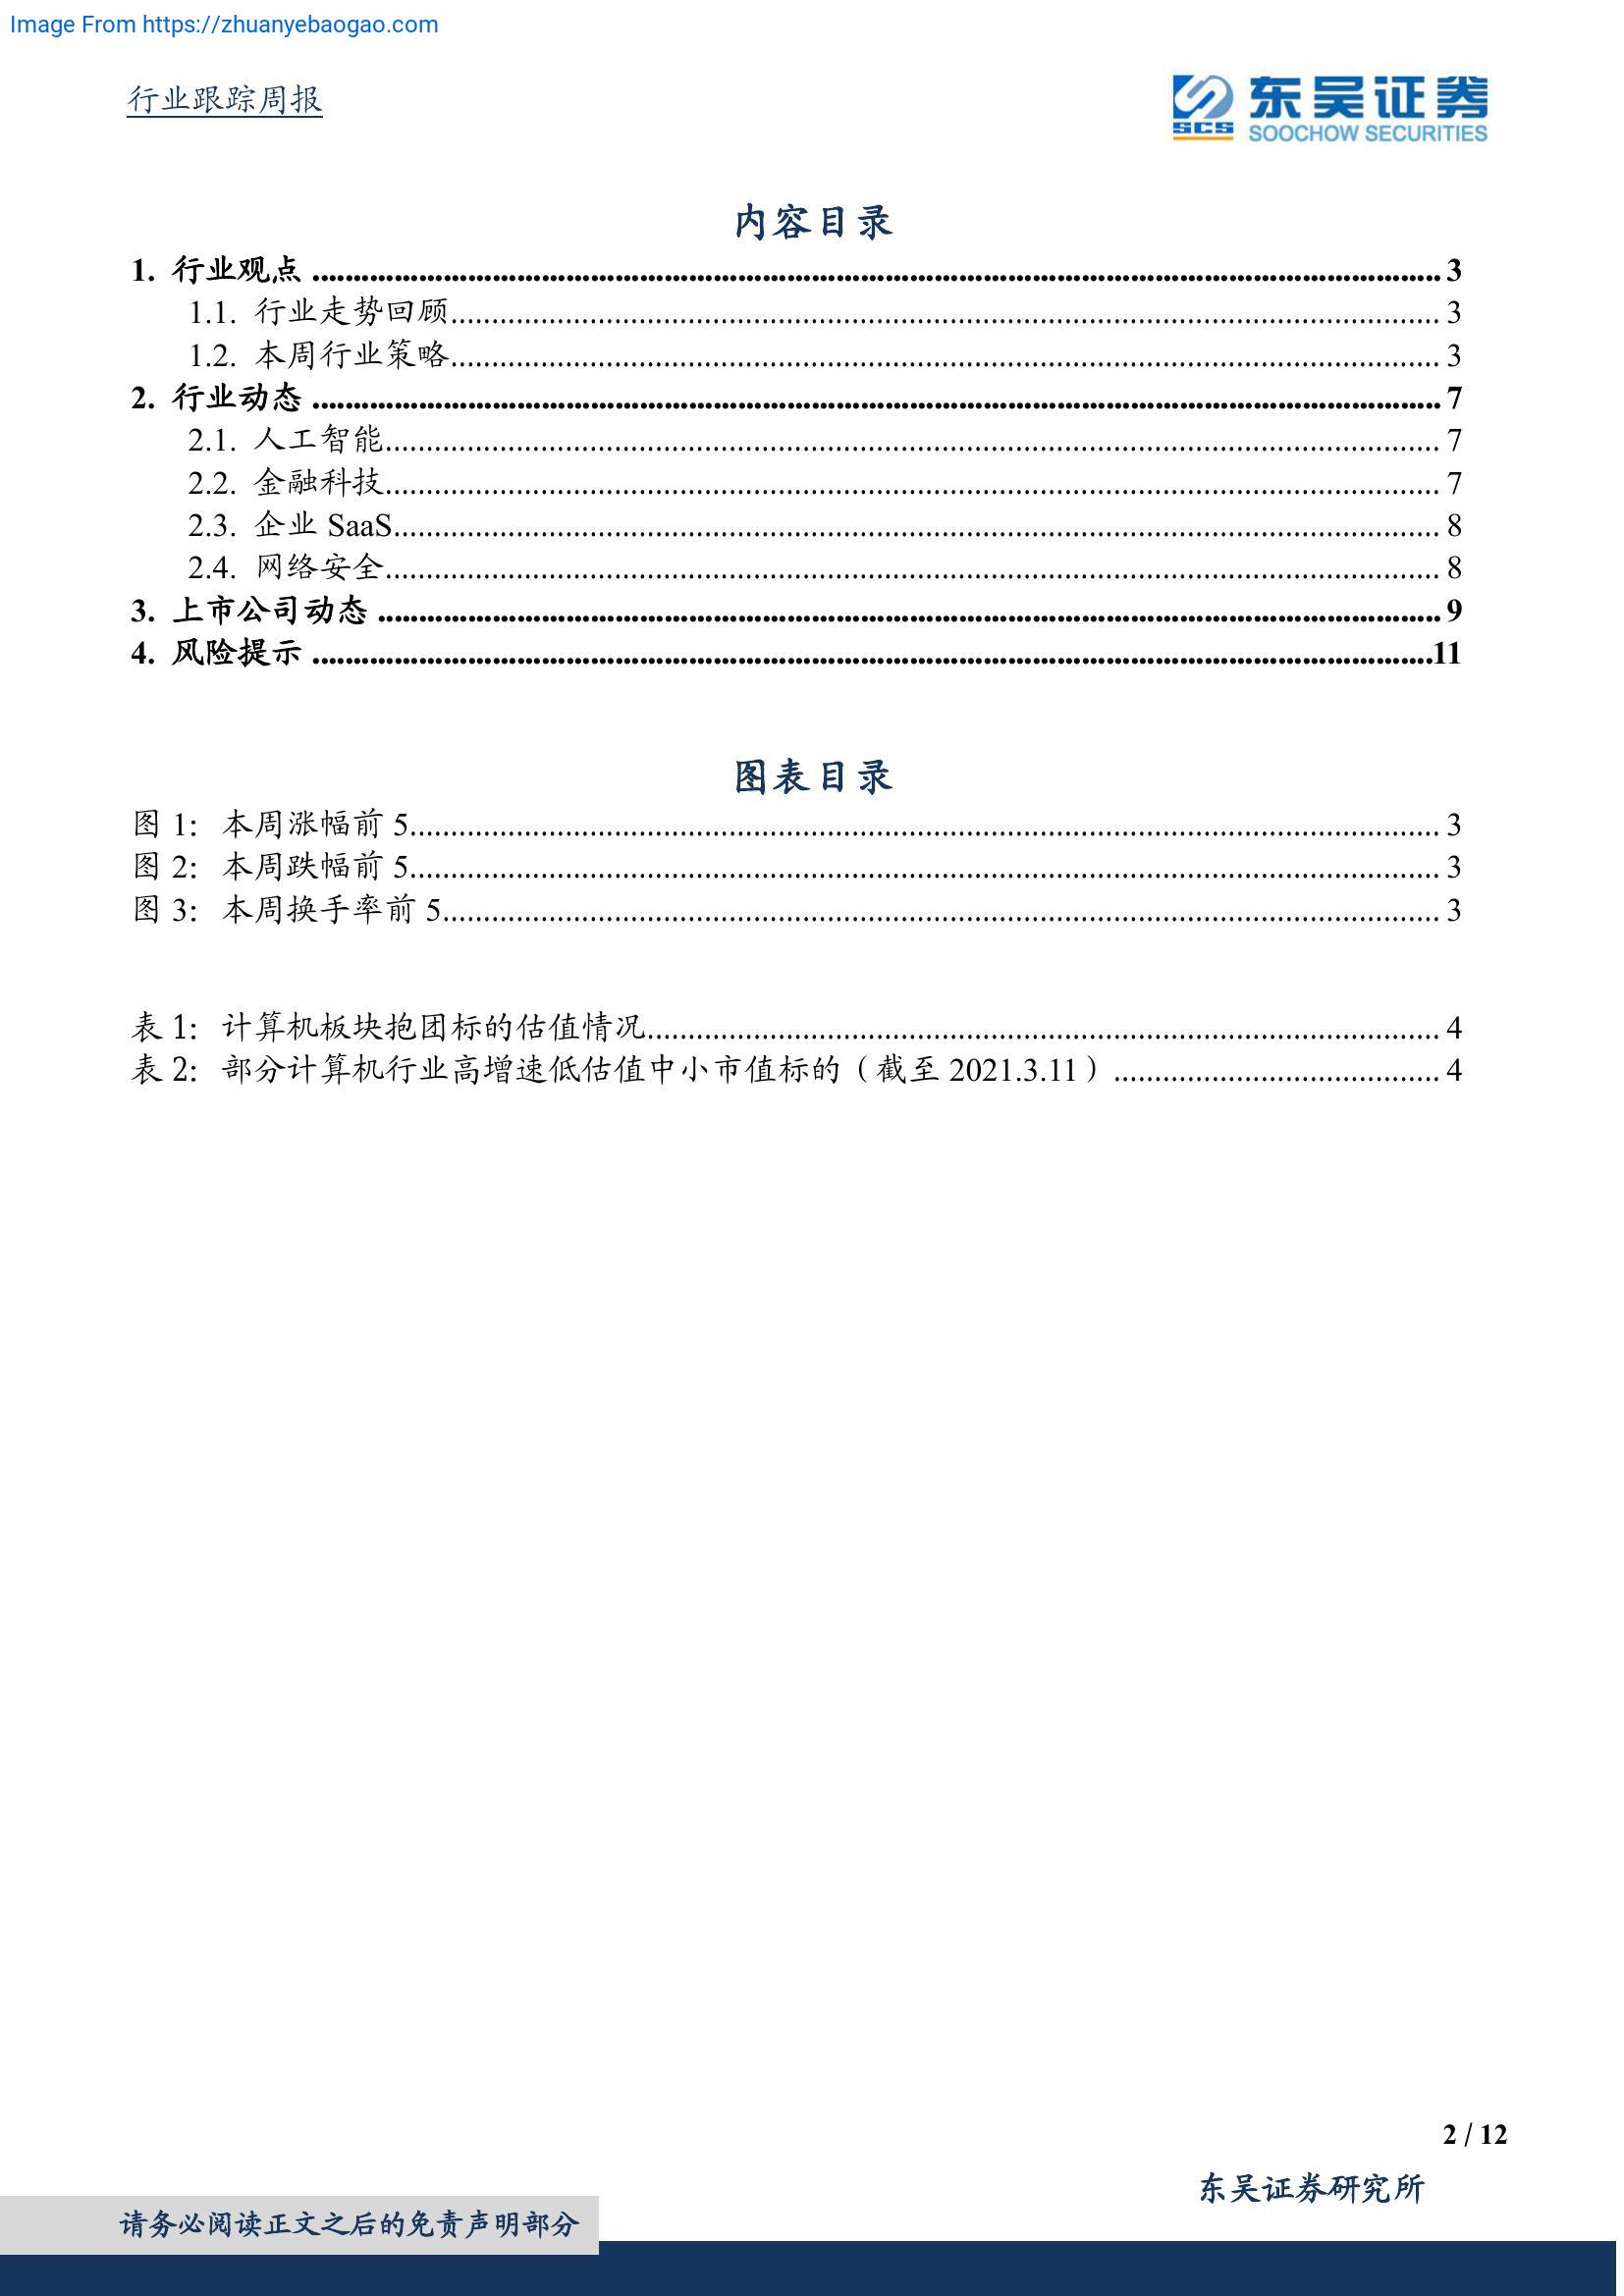 Image From https://zhuanyebaogao.com
行业跟踪周报
SCS 东吴证券
SOOCHOW SECURITIES
内容目录
1. 行业观点 ........ 3
1.1. 行业走势回顾 ........ 3
1.2. 本周行业策略 ........ 3
2. 行业动态 ........ 7
2.1. 人工智能 ........ 7
2.2. 金融科技 ........ 7
2.3. 企业 SaaS ........ 8
2.4. 网络安全 ........ 8
3. 上市公司动态 ........ 9
4. 风险提示 ........ 11
图表目录
图 1: 本周涨幅前 5 ........ 3
图 2: 本周跌幅前 5 ........ 3
图 3: 本周换手率前 5 ........ 3
表 1: 计算机板块抱团标的估值情况 ........ 4
表 2: 部分计算机行业高增速低估值中小市值标的（截至 2021.3.11） ........ 4
2 / 12
东吴证券研究所
请务必阅读正文之后的免责声明部分